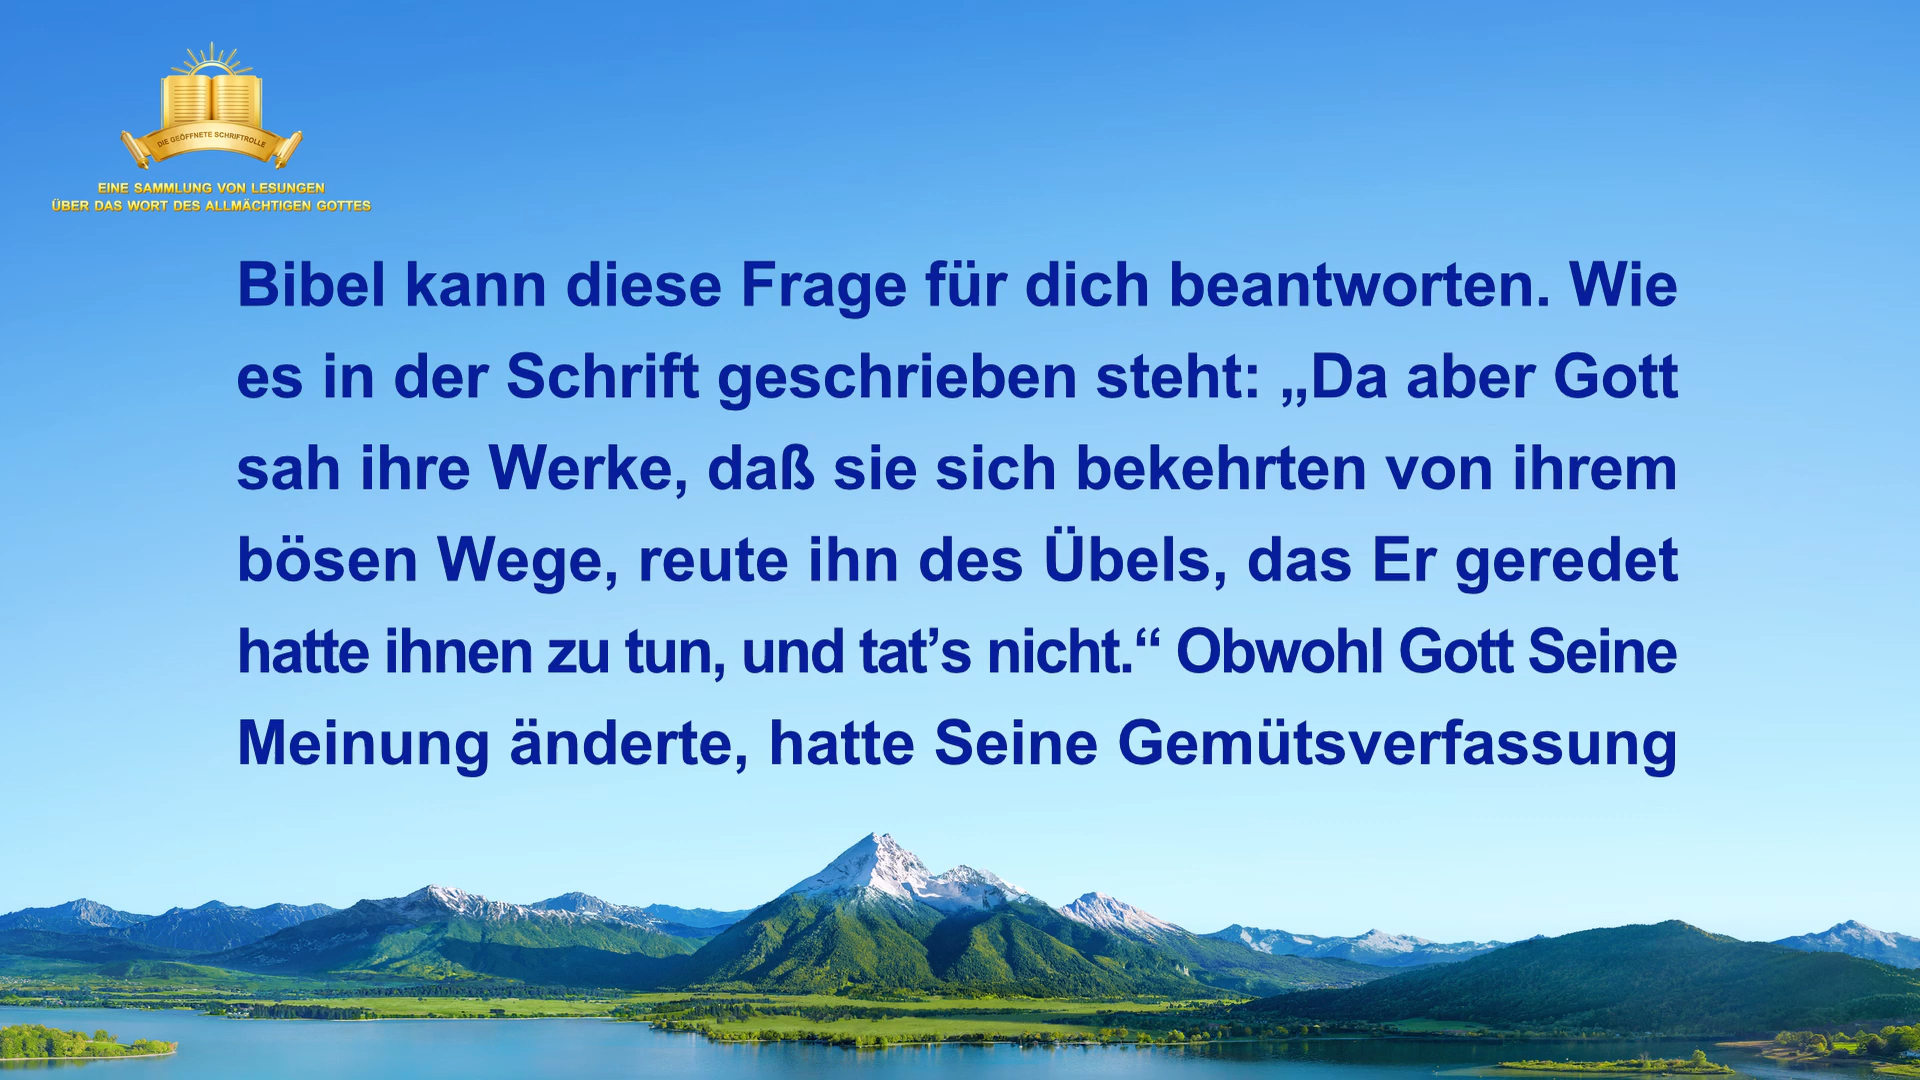 DIE GEÖFFNETE SCHRIFTROLLE
EINE SAMMLUNG VON LESUNGEN
ÜBER DAS WORT DES ALLMÄCHTIGEN GOTTES
Bibel kann diese Frage für dich beantworten. Wie
es in der Schrift geschrieben steht: „Da aber Gott
sah ihre Werke, daß sie sich bekehrten von ihrem
bösen Wege, reute ihn des Übels, das Er geredet
hatte ihnen zu tun, und tat’s nicht.“ Obwohl Gott Seine
Meinung änderte, hatte Seine Gemütsverfassung